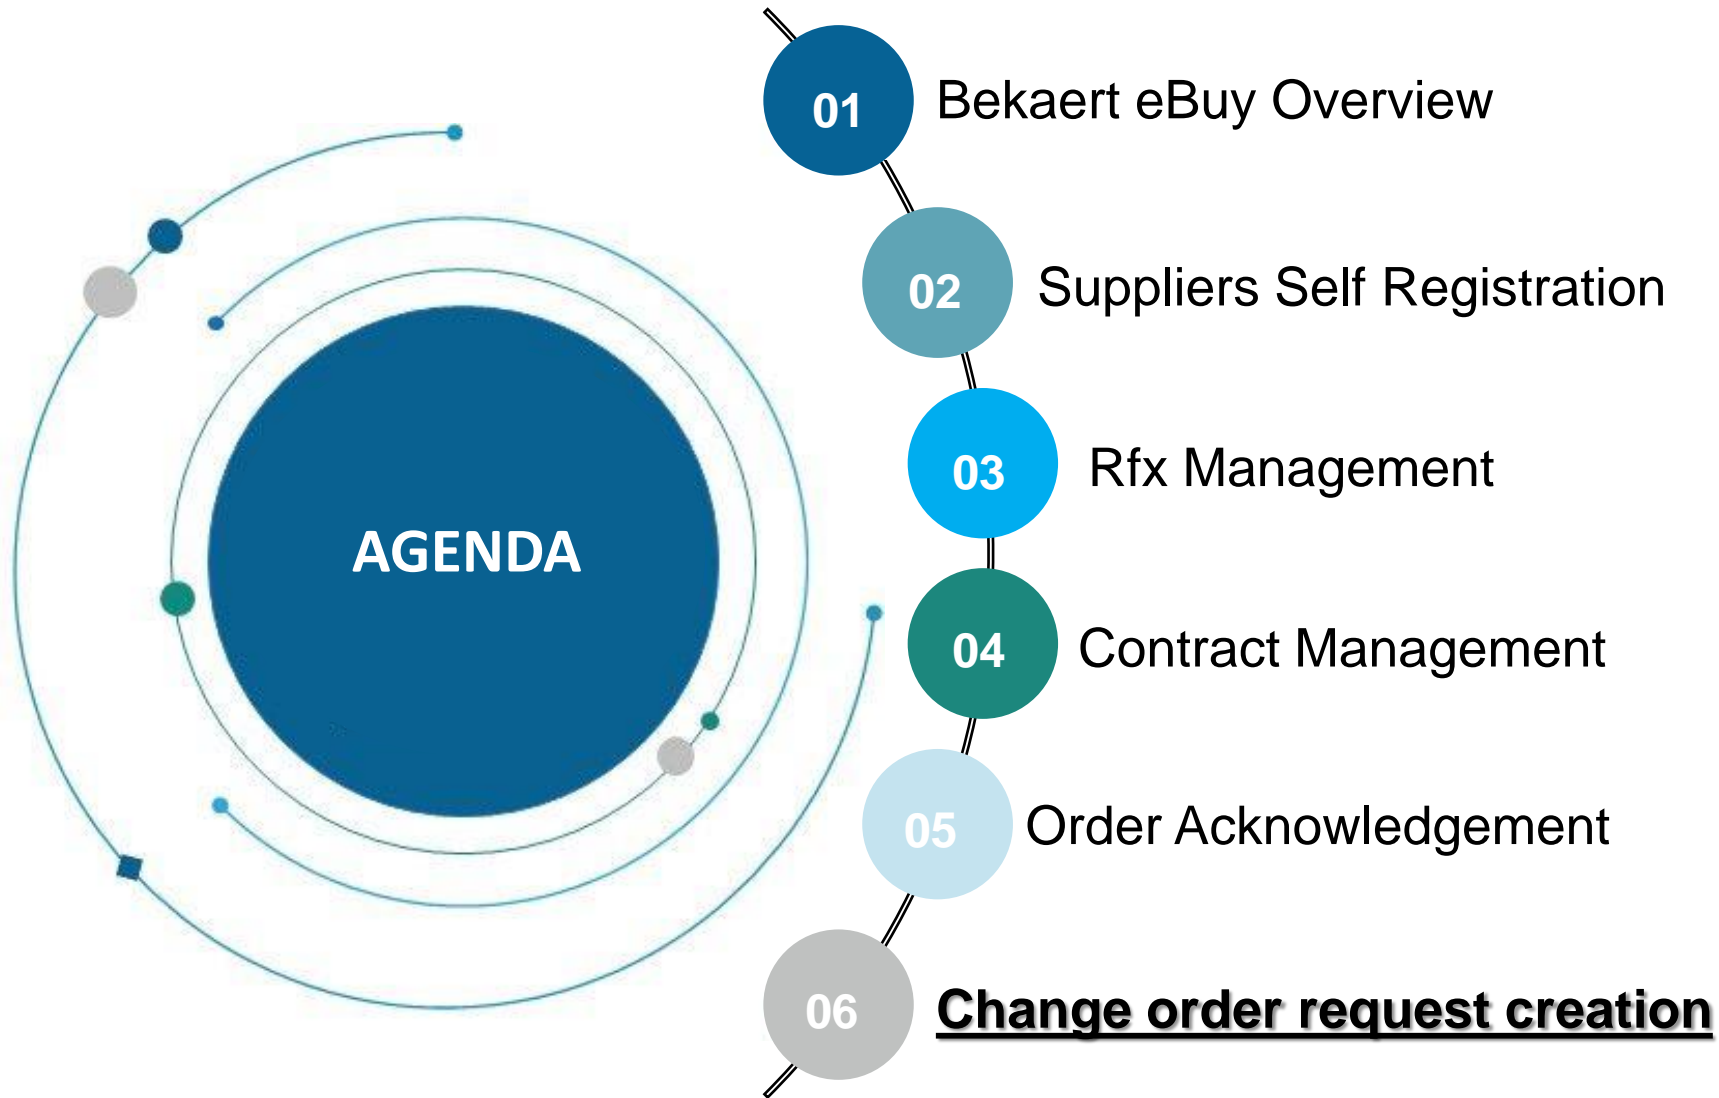 AGENDA
01 Bekaert eBuy Overview
02 Suppliers Self Registration
03 Rfx Management
04 Contract Management
05 Order Acknowledgement
06 Change order request creation